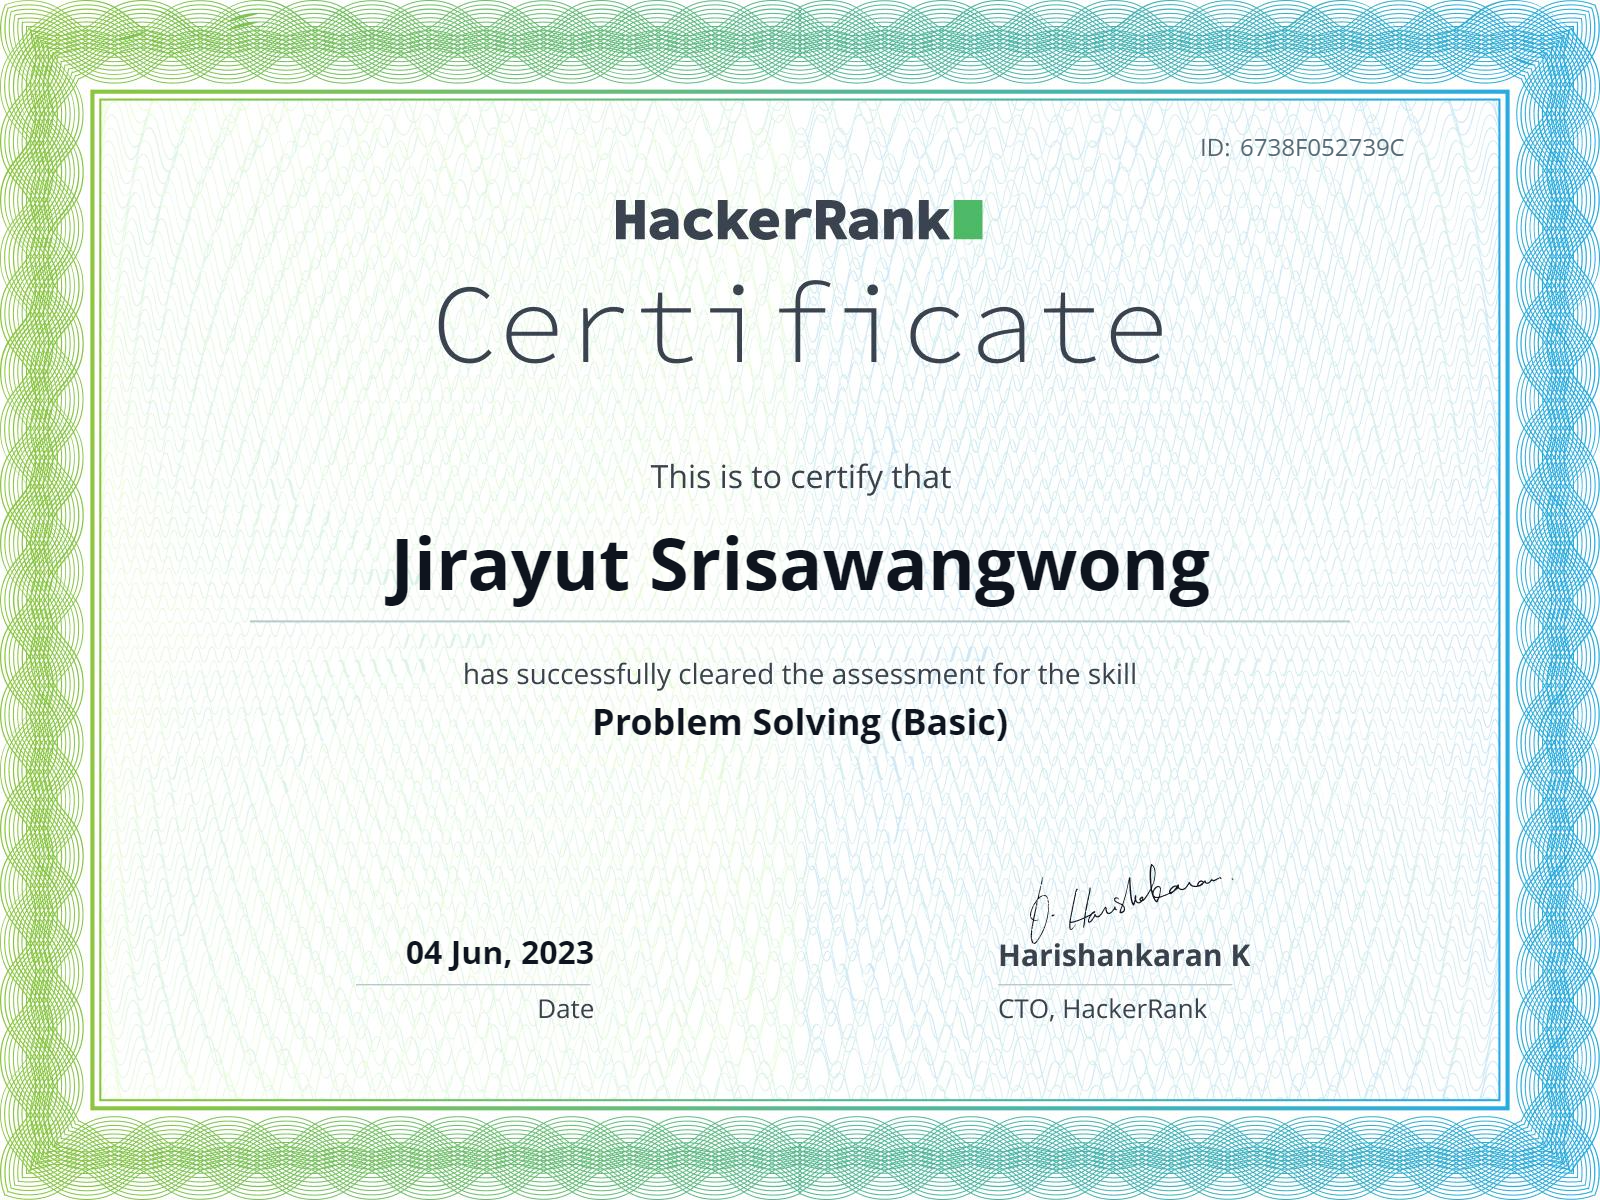 ID: 6738F052739C
HackerRank
Certificate
This is to certify that
Jirayut Srisawangwong
has successfully cleared the assessment for the skill
Problem Solving (Basic)
04 Jun, 2023
Date
Harishankaran K
CTO, HackerRank